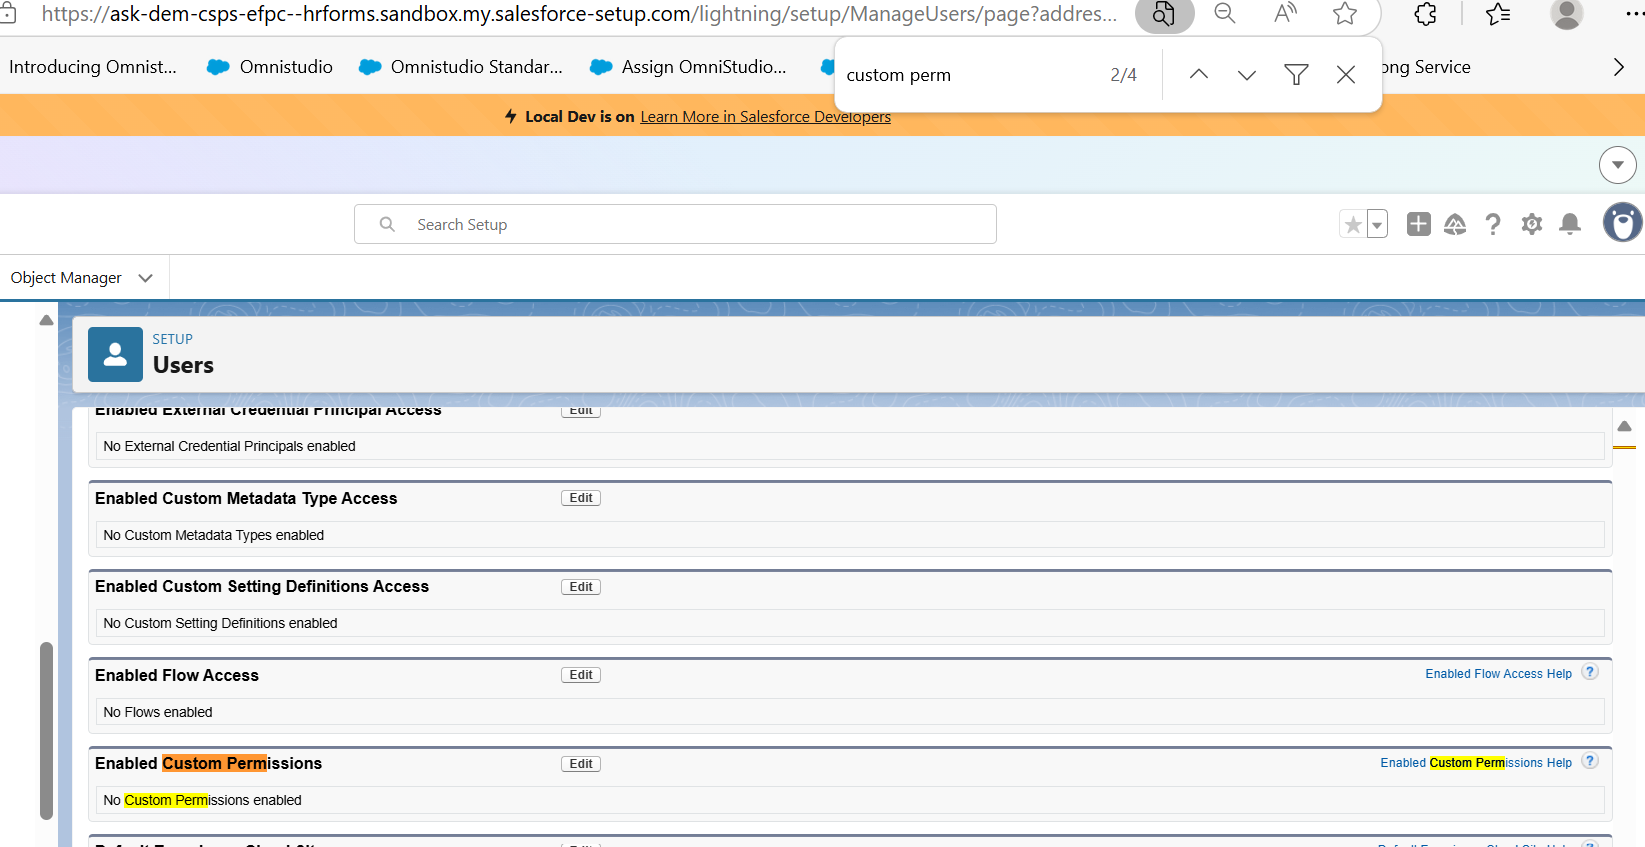 https://ask-dem-csps-efpc--hrforms.sandbox.my.salesforce-setup.com/lightning/setup/ManageUsers/page?addres...
Introducing Omnist...
Omnistudio
Omnistudio Standar...
Assign OmniStudio...
ong Service
custom perm
2/4
Local Dev is on Learn More in Salesforce Developers
Search Setup
Object Manager
SETUP
Users
Enabled External Credential Principal Access
Edit
No External Credential Principals enabled
Enabled Custom Metadata Type Access
Edit
No Custom Metadata Types enabled
Enabled Custom Setting Definitions Access
Edit
No Custom Setting Definitions enabled
Enabled Flow Access
Edit
Enabled Flow Access Help ?
No Flows enabled
Enabled Custom Permissions
Edit
Enabled Custom Permissions Help ?
No Custom Permissions enabled